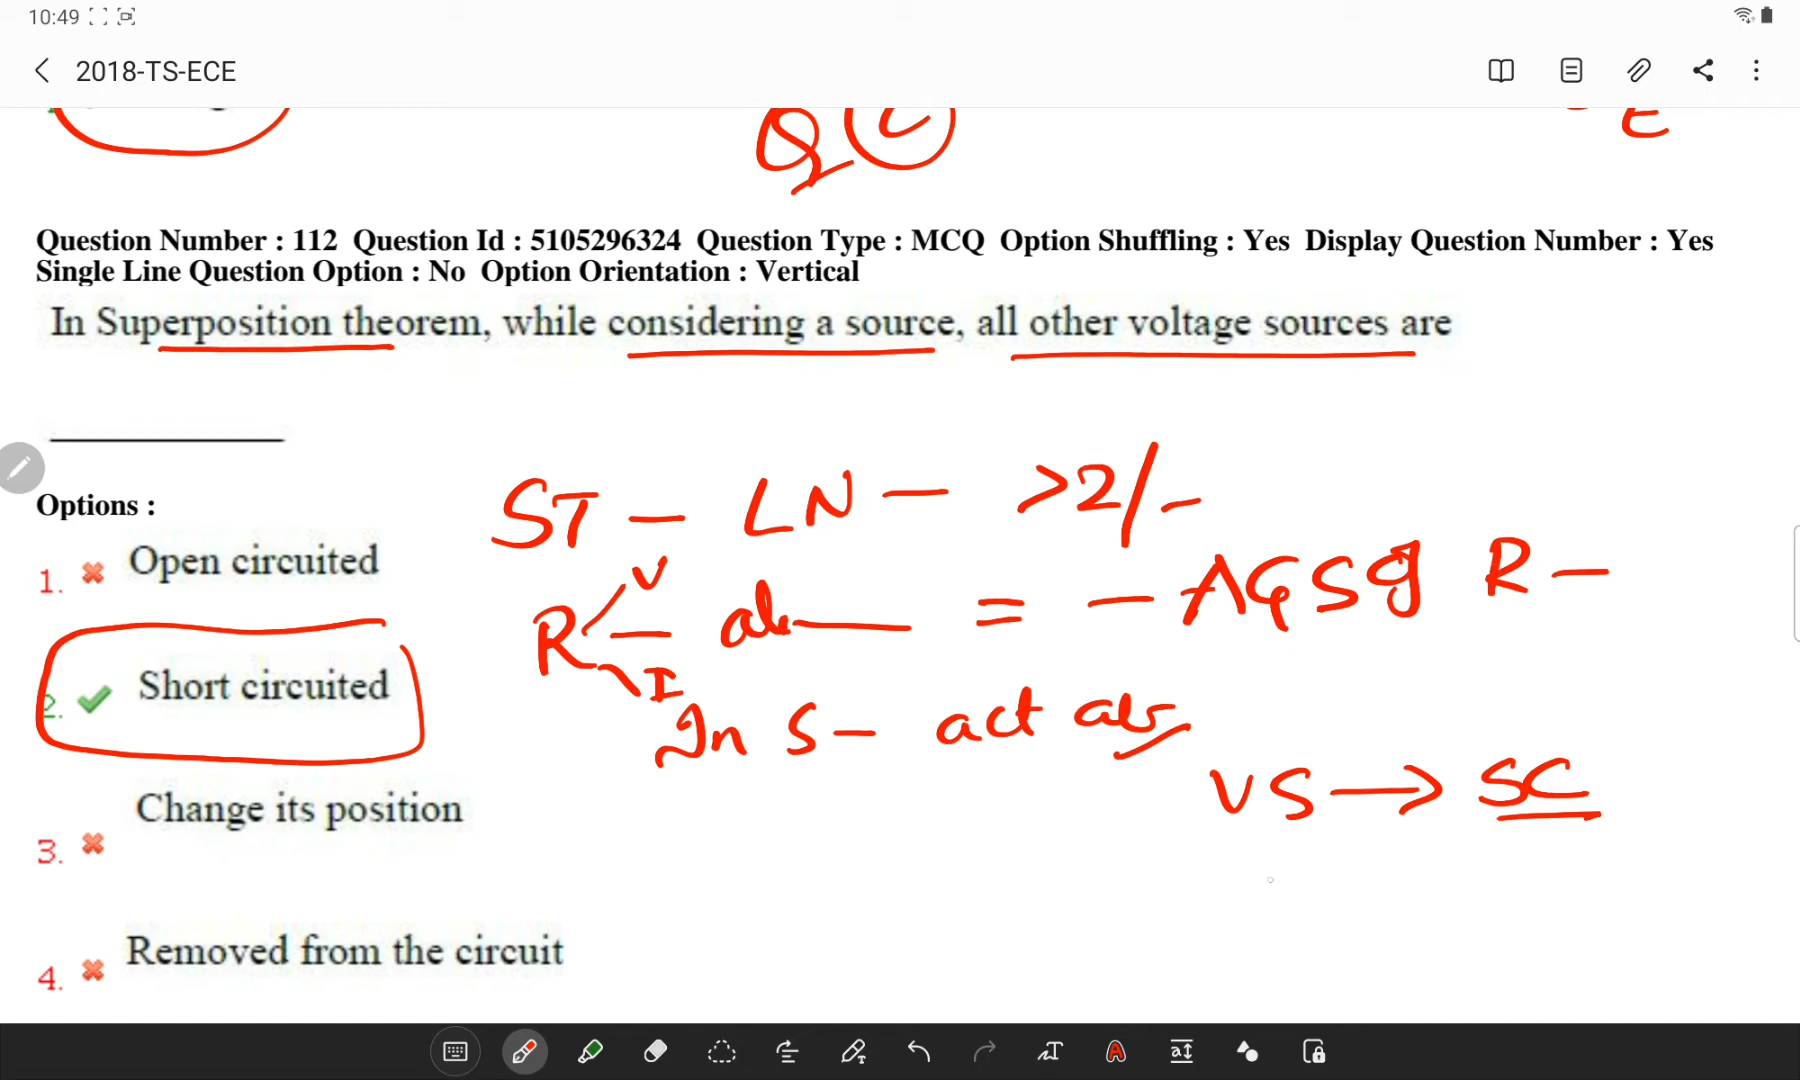 10:49
2018-TS-ECE
Q C E
Question Number : 112 Question Id : 5105296324 Question Type : MCQ Option Shuffling : Yes Display Question Number : Yes
Single Line Question Option : No Option Orientation : Vertical
In Superposition theorem, while considering a source, all other voltage sources are
Options :
ST — LN — >2/-
1. Open circuited
R V I = — R —
2. Short circuited
In S — act
VS → SC
3. Change its position
4. Removed from the circuit